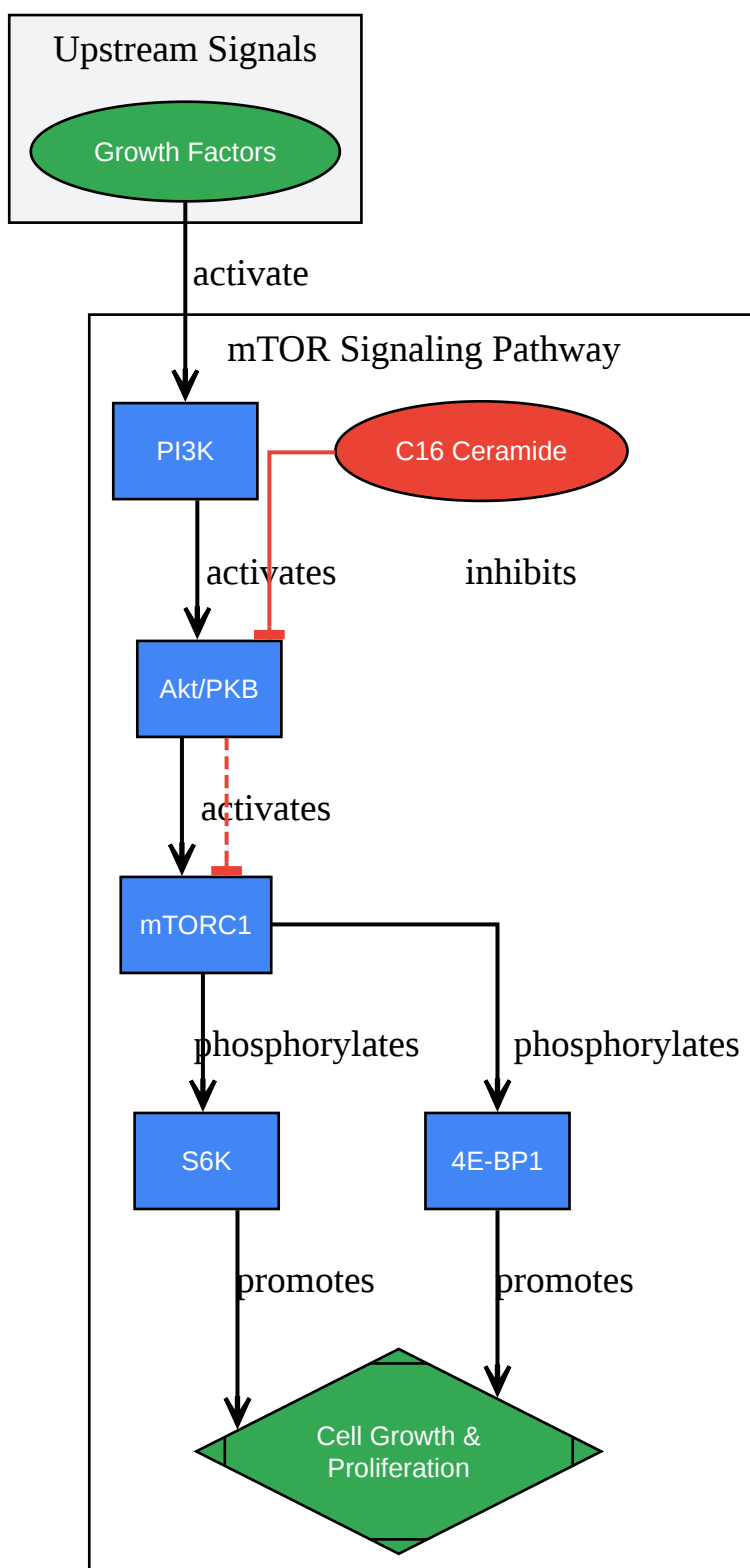 Upstream Signals
Growth Factors
activate
mTOR Signaling Pathway
PI3K
C16 Ceramide
activates
inhibits
Akt/PKB
activates
mTORC1
phosphorylates
phosphorylates
S6K
4E-BP1
promotes
promotes
Cell Growth &
Proliferation